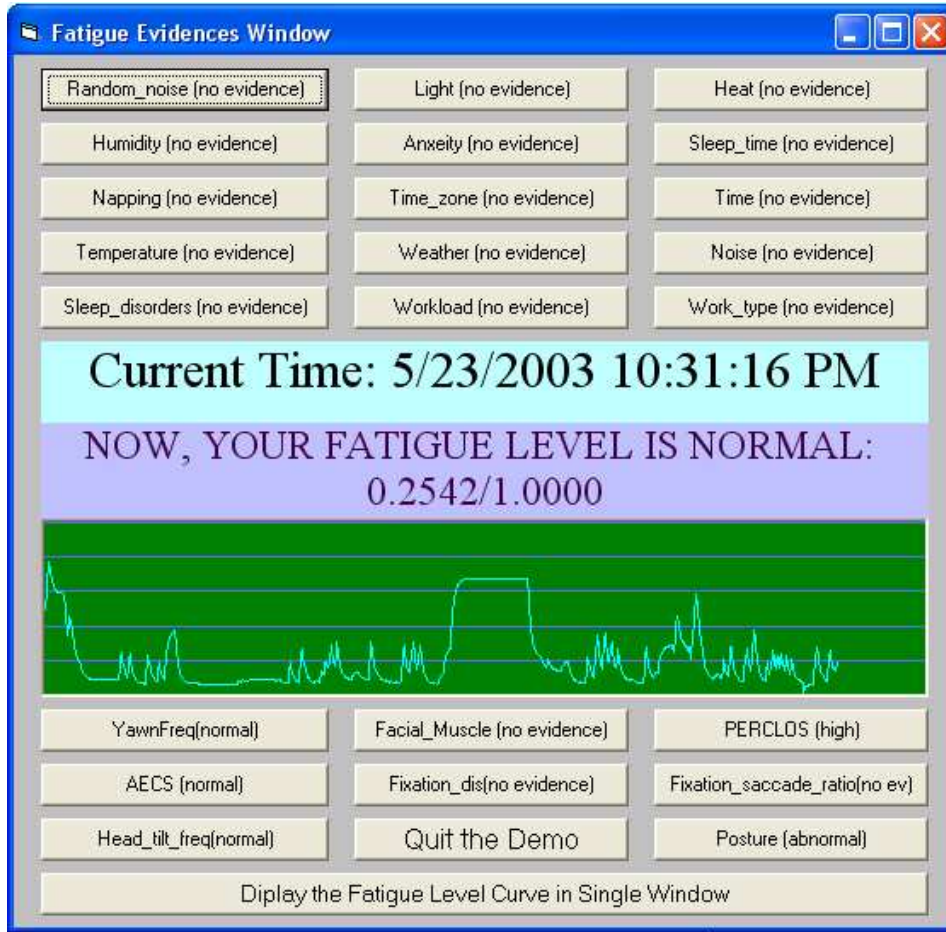 Fatigue Evidences Window
Random_noise (no evidence) Light (no evidence) Heat (no evidence)
Humidity (no evidence) Anxeity (no evidence) Sleep_time (no evidence)
Napping (no evidence) Time_zone (no evidence) Time (no evidence)
Temperature (no evidence) Weather (no evidence) Noise (no evidence)
Sleep_disorders (no evidence) Workload (no evidence) Work_type (no evidence)
Current Time: 5/23/2003 10:31:16 PM
NOW, YOUR FATIGUE LEVEL IS NORMAL:
0.2542/1.0000
YawnFreq(normal) Facial_Muscle (no evidence) PERCLOS (high)
AECS (normal) Fixation_dis(no evidence) Fixation_saccade_ratio(no ev)
Head_tilt_freq(normal) Quit the Demo Posture (abnormal)
Diplay the Fatigue Level Curve in Single Window